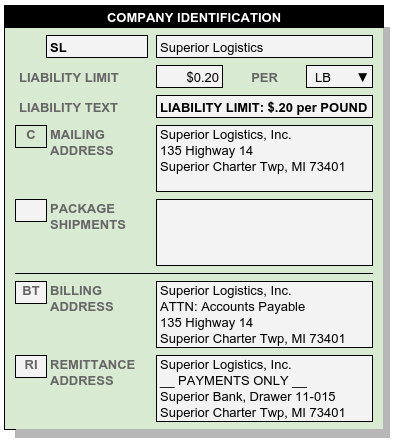 COMPANY IDENTIFICATION
SL Superior Logistics
LIABILITY LIMIT $0.20 PER LB ▼
LIABILITY TEXT LIABILITY LIMIT: $.20 per POUND
C MAILING ADDRESS
Superior Logistics, Inc.
135 Highway 14
Superior Charter Twp, MI 73401
PACKAGE SHIPMENTS
BT BILLING ADDRESS
Superior Logistics, Inc.
ATTN: Accounts Payable
135 Highway 14
Superior Charter Twp, MI 73401
RI REMITTANCE ADDRESS
Superior Logistics, Inc.
__ PAYMENTS ONLY __
Superior Bank, Drawer 11-015
Superior Charter Twp, MI 73401